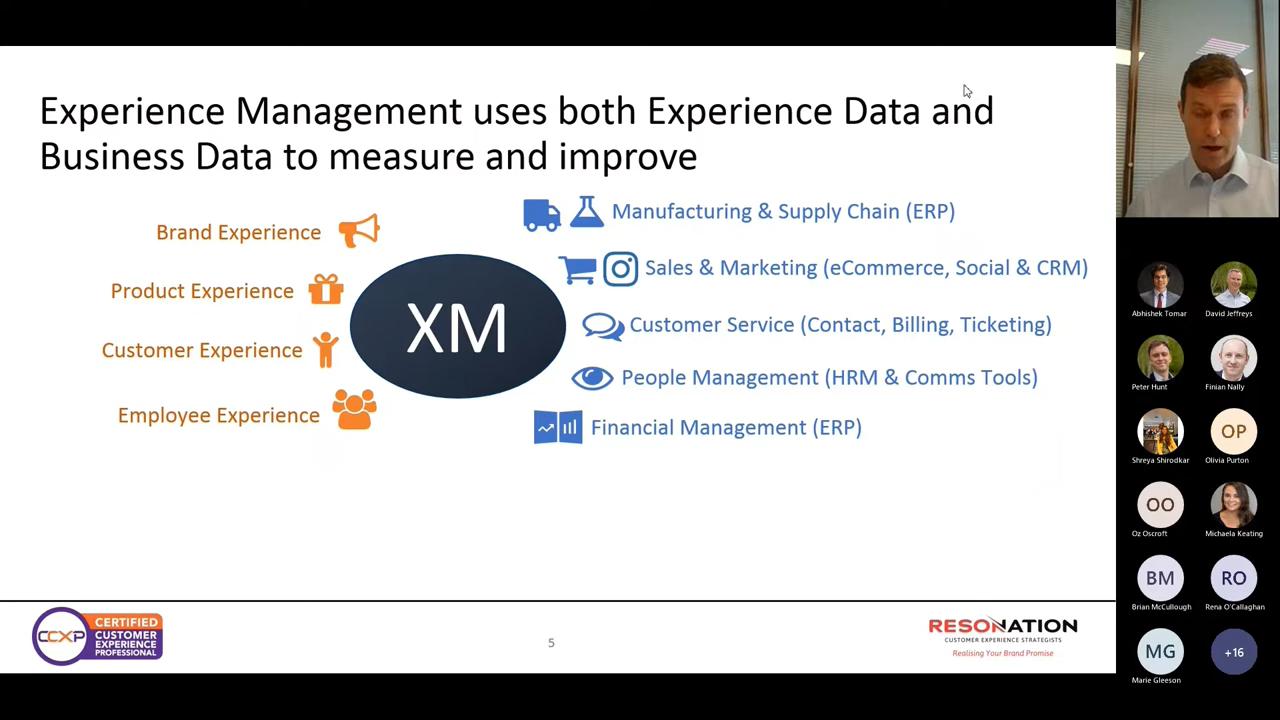 Experience Management uses both Experience Data and
Business Data to measure and improve
Brand Experience
Product Experience
Customer Experience
Employee Experience
XM
Manufacturing & Supply Chain (ERP)
Sales & Marketing (eCommerce, Social & CRM)
Customer Service (Contact, Billing, Ticketing)
People Management (HRM & Comms Tools)
Financial Management (ERP)
CCXP
CERTIFIED
CUSTOMER
EXPERIENCE
PROFESSIONAL
5
RESONATION
CUSTOMER EXPERIENCE STRATEGISTS
Realising Your Brand Promise
Abhishek Tomar
David Jeffreys
Peter Hunt
Finian Nally
Shreya Shirodkar
OP
Olivia Purton
OO
Oz Oscroft
Michaela Keating
BM
Brian McCullough
RO
Rena O'Callaghan
MG
Marie Gleeson
+16